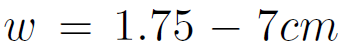 w = 1.75 − 7cm